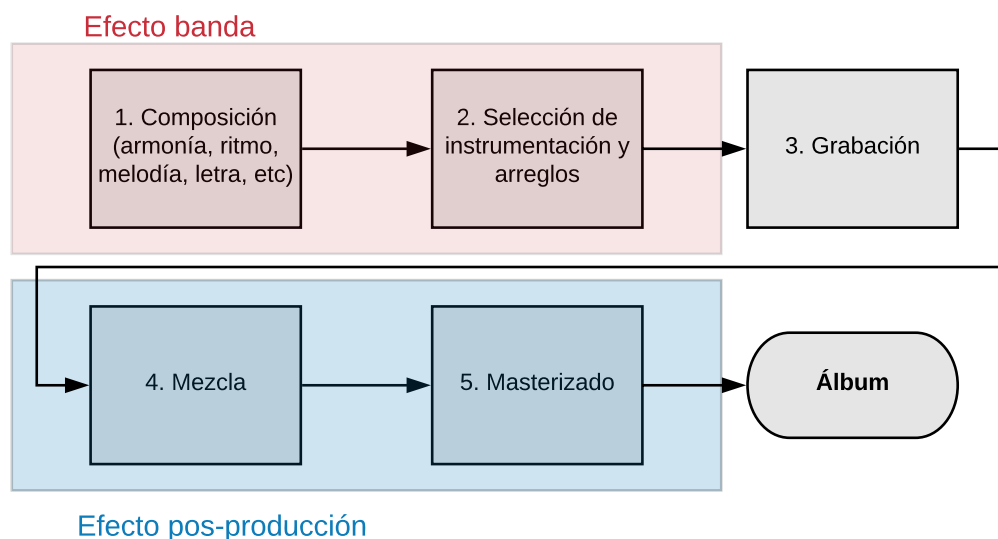 Efecto banda
1. Composición
(armonía, ritmo,
melodía, letra, etc)
2. Selección de
instrumentación y
arreglos
3. Grabación
4. Mezcla
5. Masterizado
Álbum
Efecto pos-producción